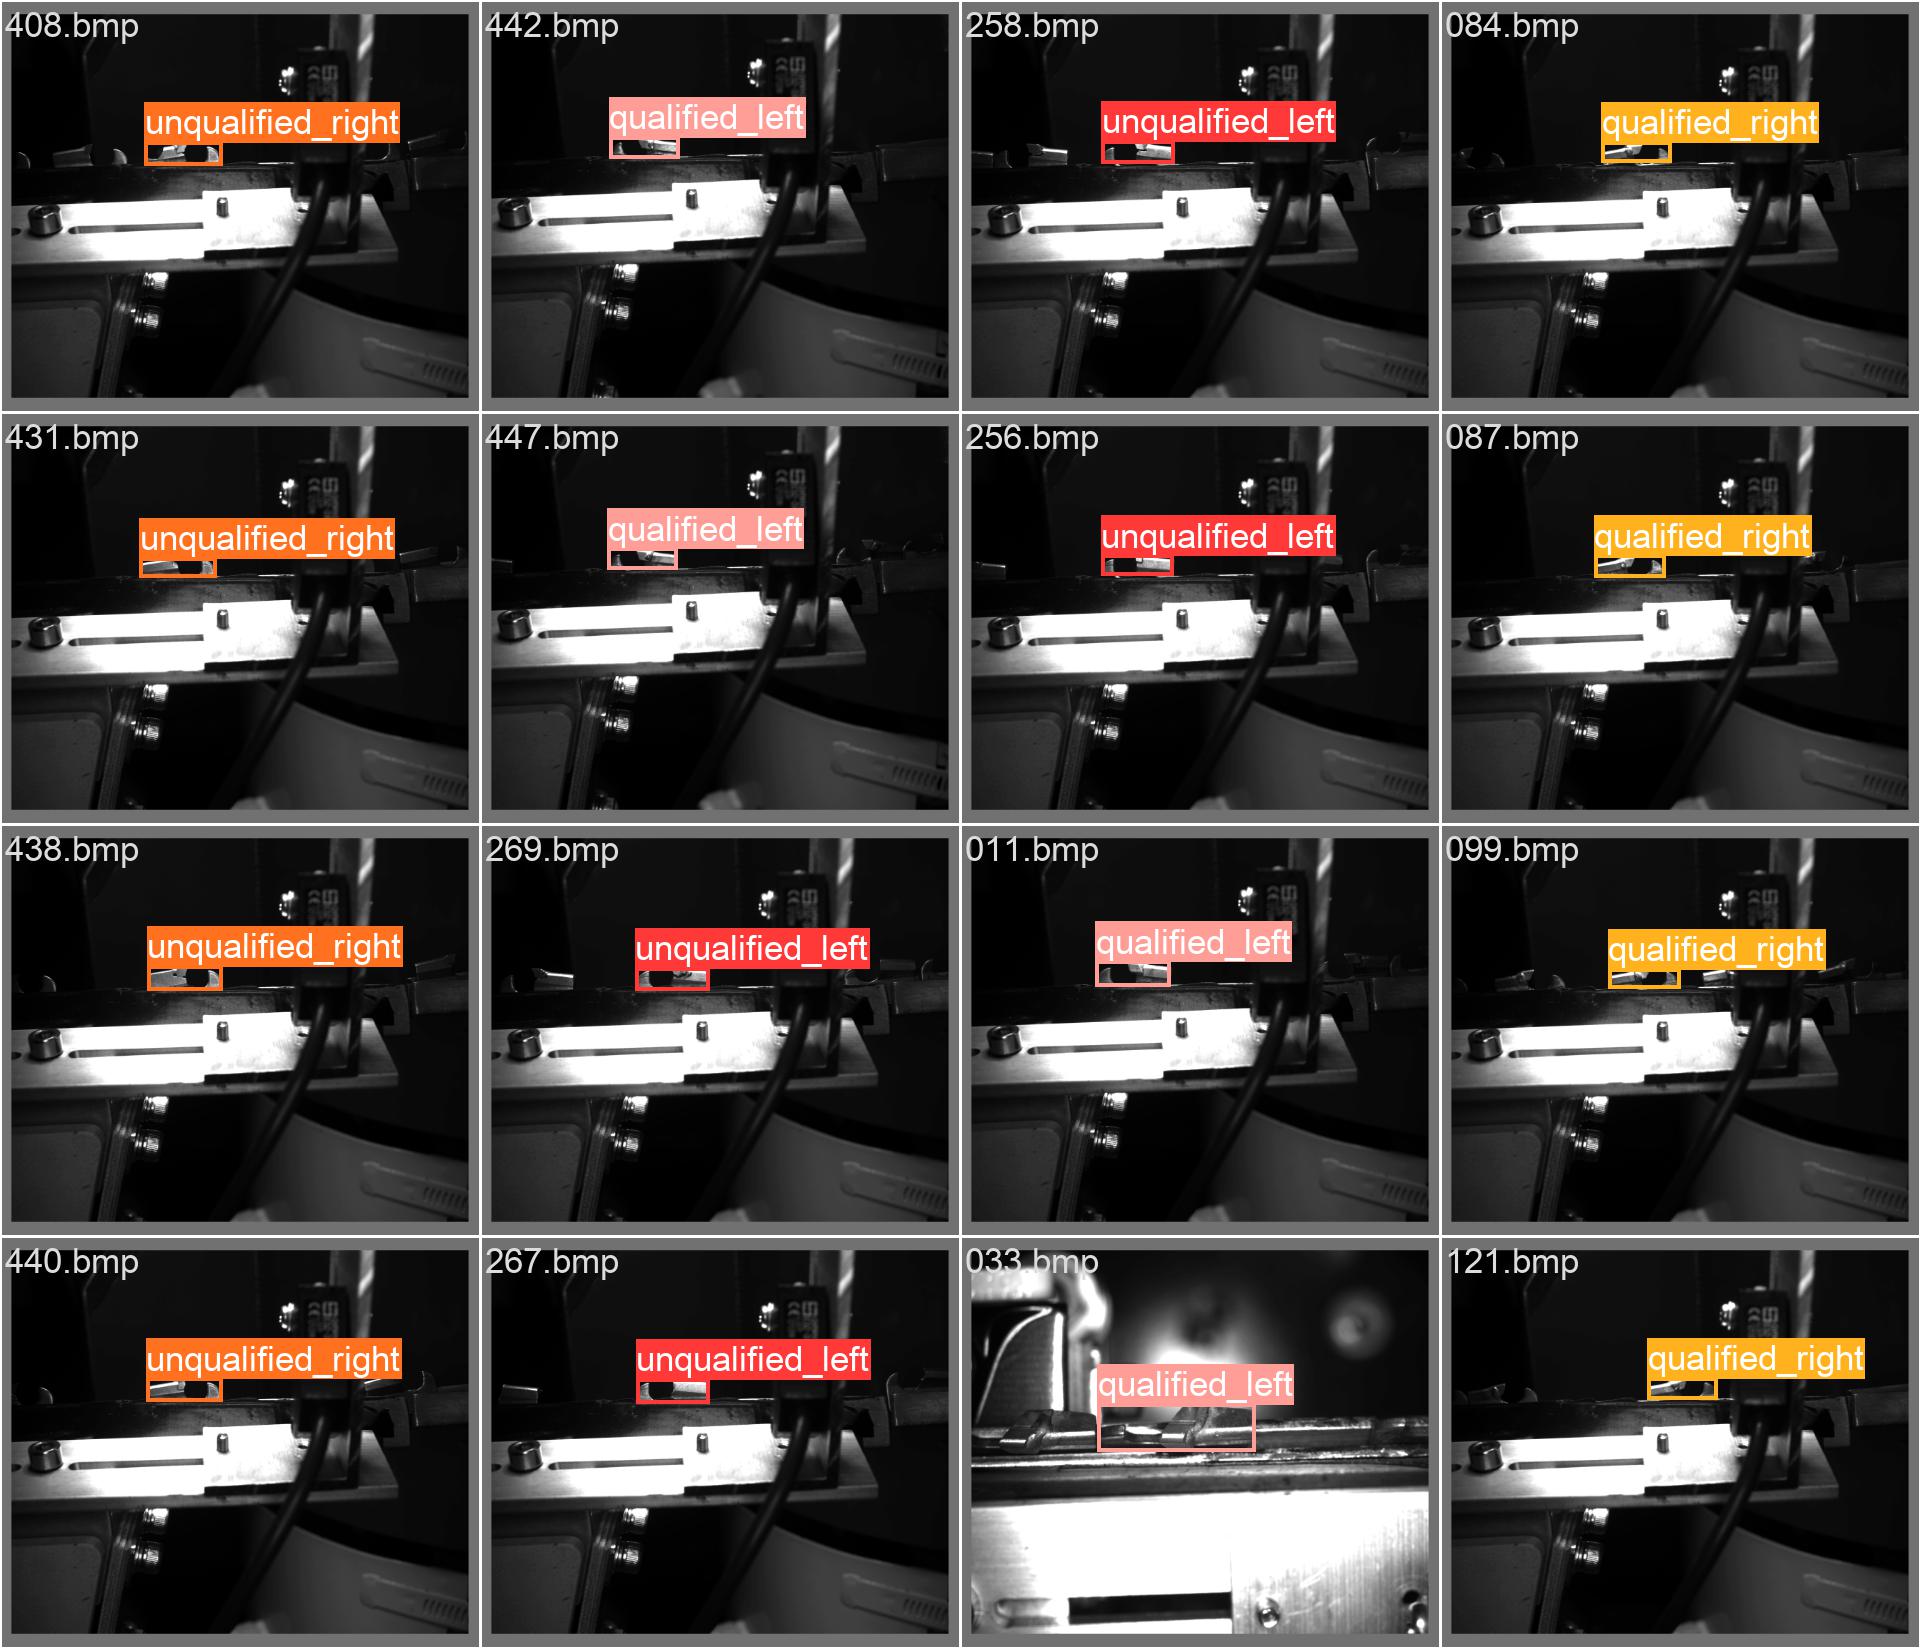 408.bmp
unqualified_right
442.bmp
qualified_left
258.bmp
unqualified_left
084.bmp
qualified_right
431.bmp
unqualified_right
447.bmp
qualified_left
256.bmp
unqualified_left
087.bmp
qualified_right
438.bmp
unqualified_right
269.bmp
unqualified_left
011.bmp
qualified_left
099.bmp
qualified_right
440.bmp
unqualified_right
267.bmp
unqualified_left
033.bmp
qualified_left
121.bmp
qualified_right